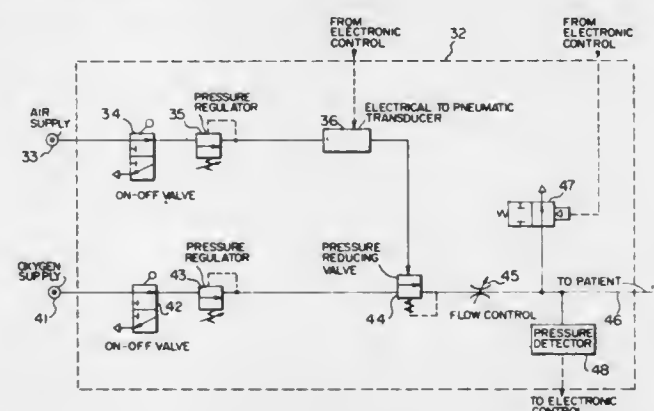 FROM
ELECTRONIC
CONTROL
32
FROM
ELECTRONIC
CONTROL
AIR
SUPPLY
33
34
ON-OFF VALVE
PRESSURE
REGULATOR
35
36
ELECTRICAL TO PNEUMATIC
TRANSDUCER
47
OXYGEN
SUPPLY
41
42
ON-OFF VALVE
PRESSURE
REGULATOR
43
PRESSURE
REDUCING
VALVE
44
45
FLOW CONTROL
TO PATIENT
46
PRESSURE
DETECTOR
48
TO ELECTRONIC
CONTROL